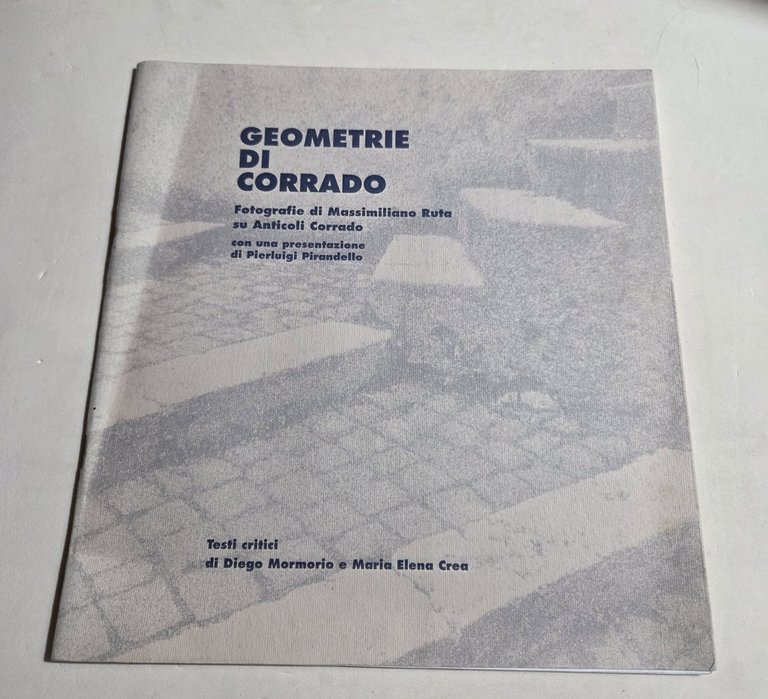 GEOMETRIE
DI
CORRADO
Fotografie di Massimiliano Ruta
su Anticoli Corrado
con una presentazione
di Pierluigi Pirandello
Testi critici
di Diego Mormorio e Maria Elena Crea